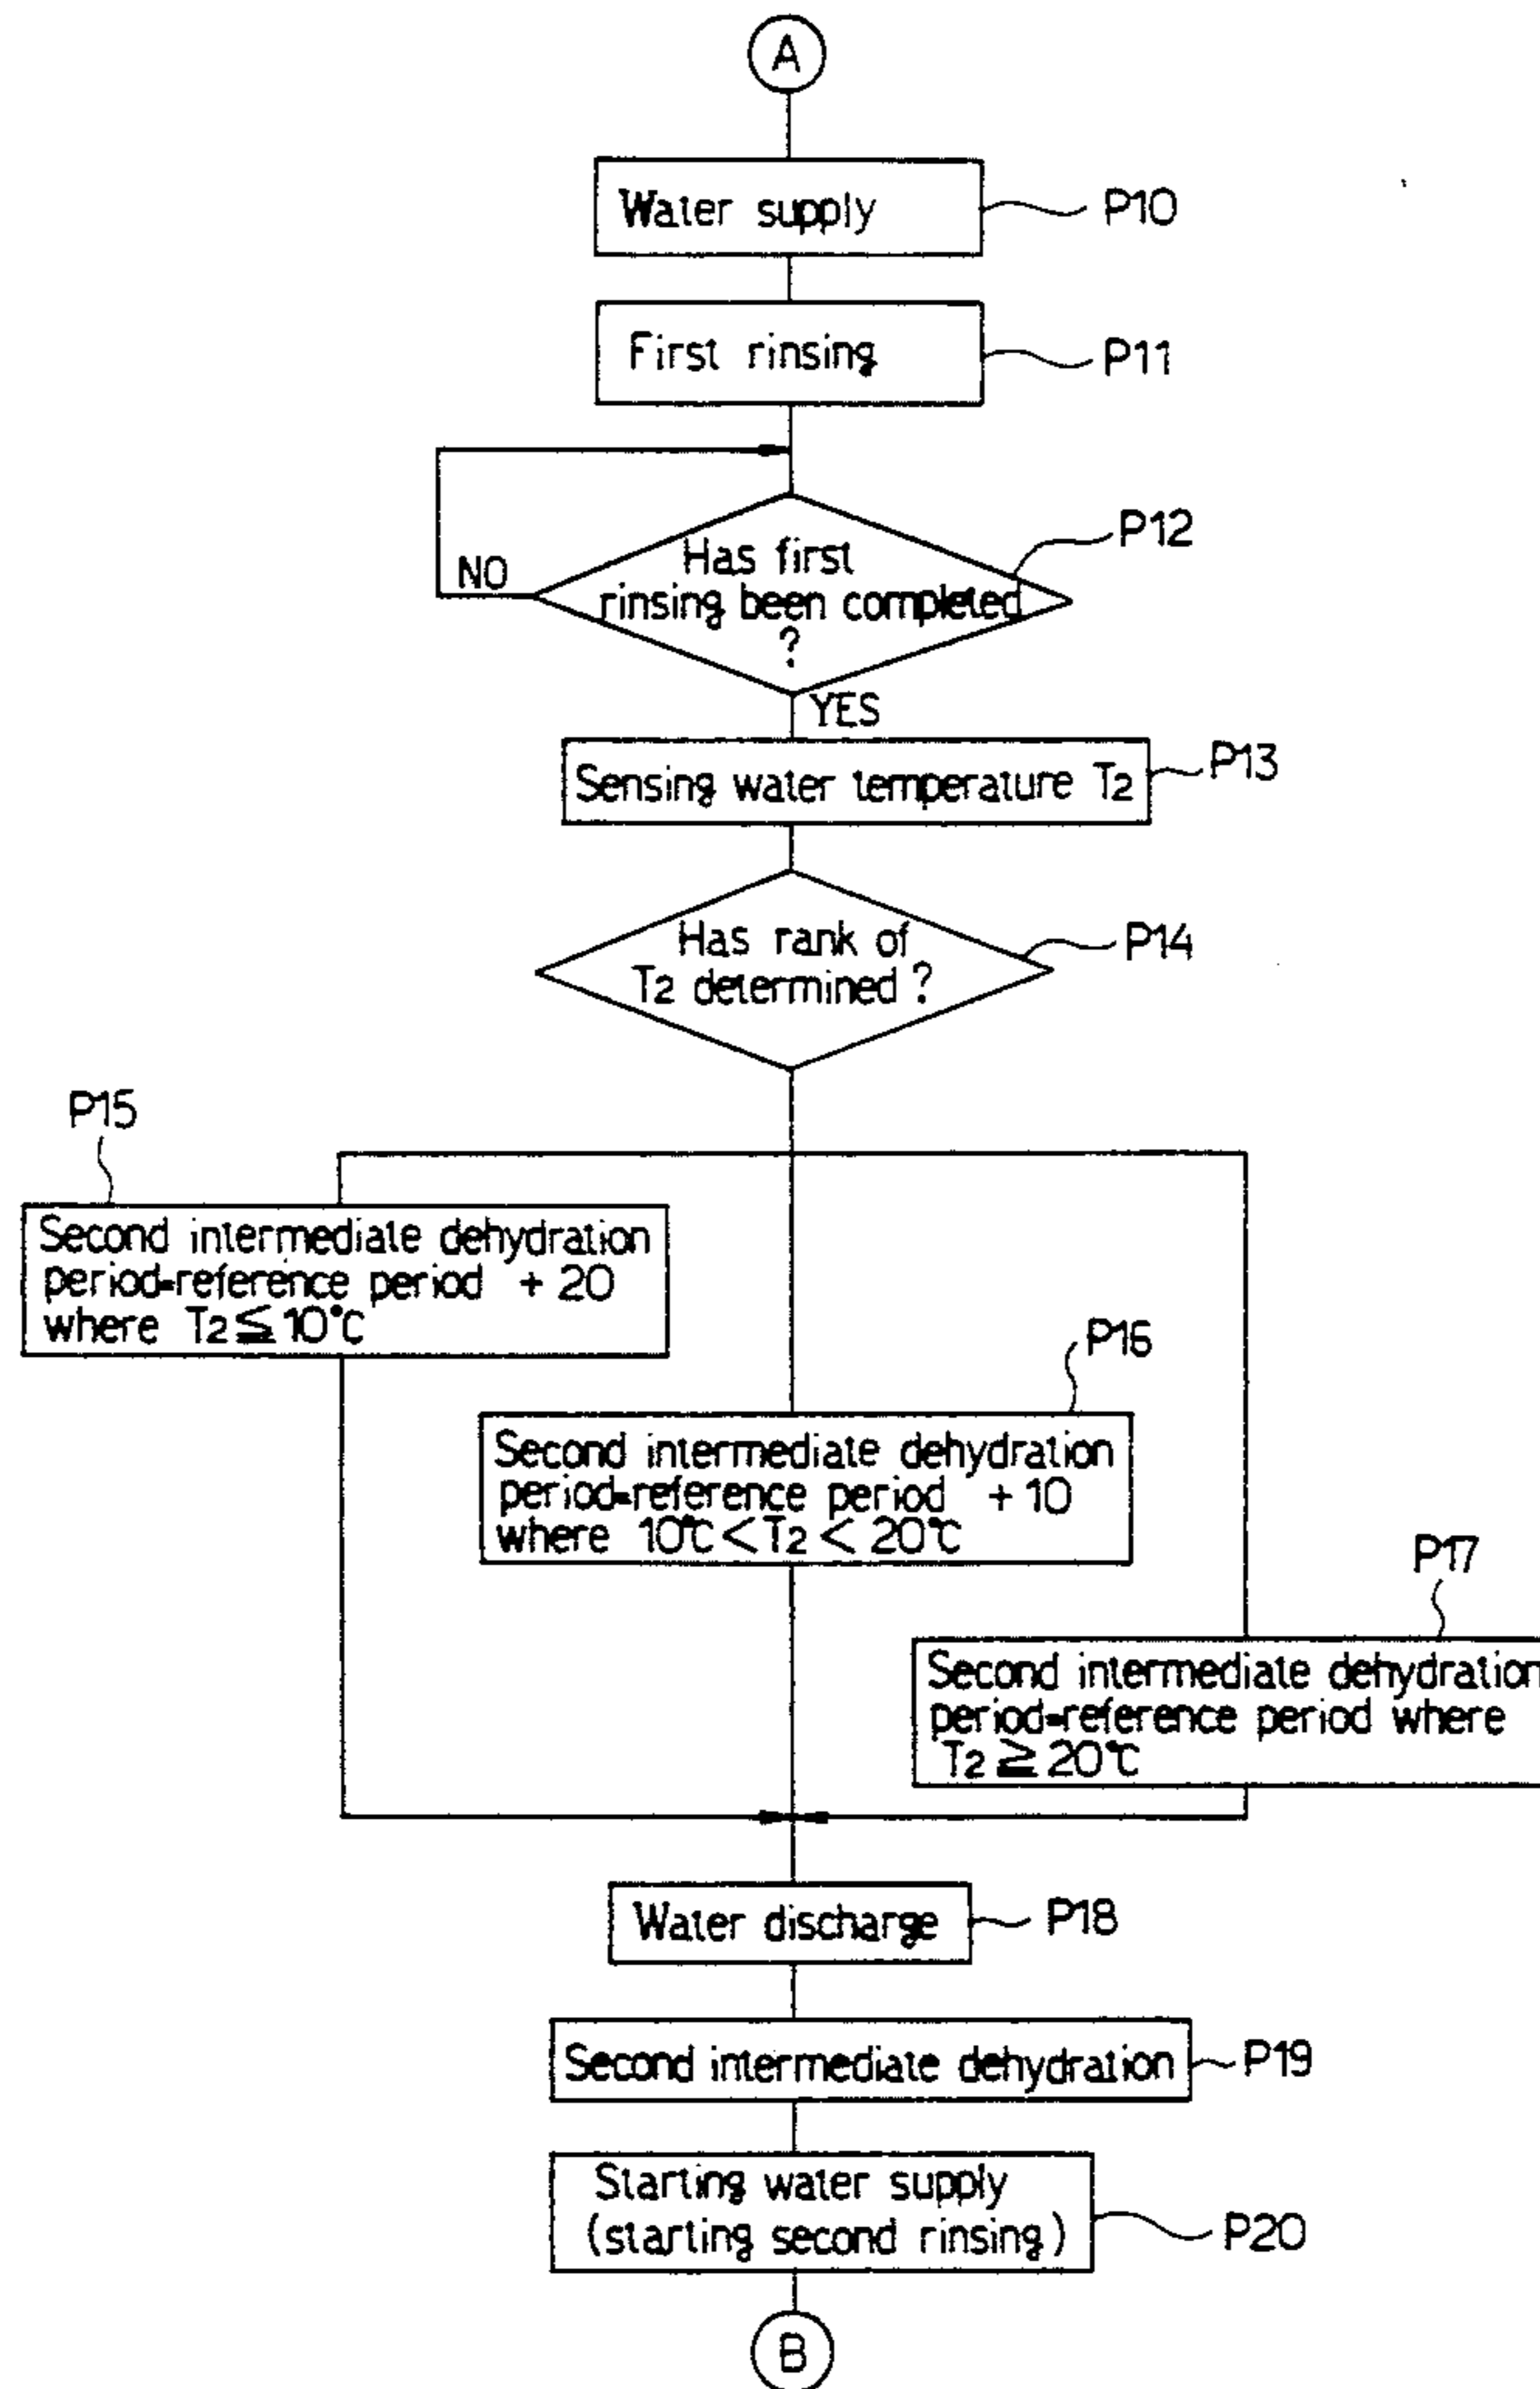 A
Water supply
P10
First rinsing
P11
Has first
rinsing been completed
?
P12
NO
YES
Sensing water temperature T2
P13
Has rank of
T2 determined ?
P14
P15
Second intermediate dehydration
period=reference period + 20
where T2 ≦ 10°C
P16
Second intermediate dehydration
period=reference period + 10
where 10°C < T2 < 20°C
P17
Second intermediate dehydration
period=reference period where
T2 ≧ 20°C
Water discharge
P18
Second intermediate dehydration
P19
Starting water supply
(starting second rinsing)
P20
B